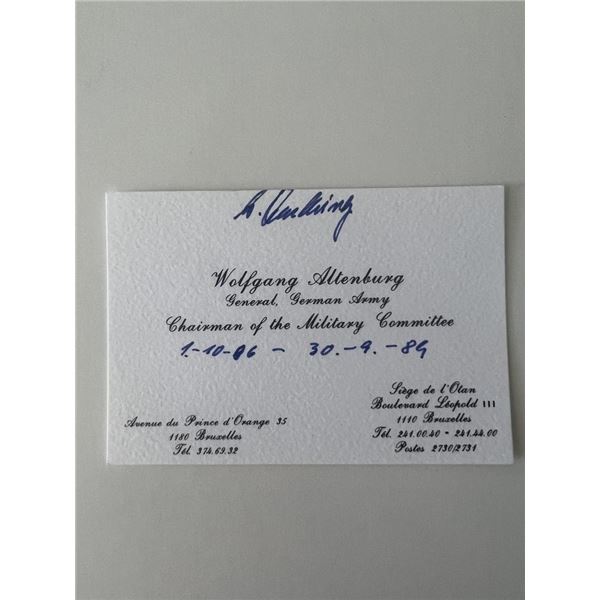 Wolfgang Altenburg
General, German Army
Chairman of the Military Committee
1.-10-86 - 30.-9.-89
Avenue du Prince d'Orange 35
1180 Bruxelles
Tél. 374.69.32
Siège de l'Otan
Boulevard Léopold III
1110 Bruxelles
Tél. 241.00.40 - 241.44.00
Postes 2730/2731